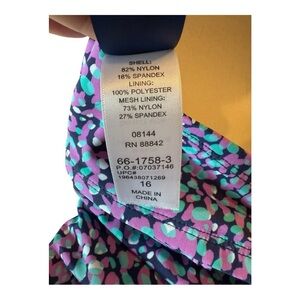 SHELL:
82% NYLON
18% SPANDEX
LINING:
100% POLYESTER
MESH LINING:
73% NYLON
27% SPANDEX
08144
RN 88842
66-1758-3
P.O.#:07037146
UPC#
196438071269
16
MADE IN
CHINA